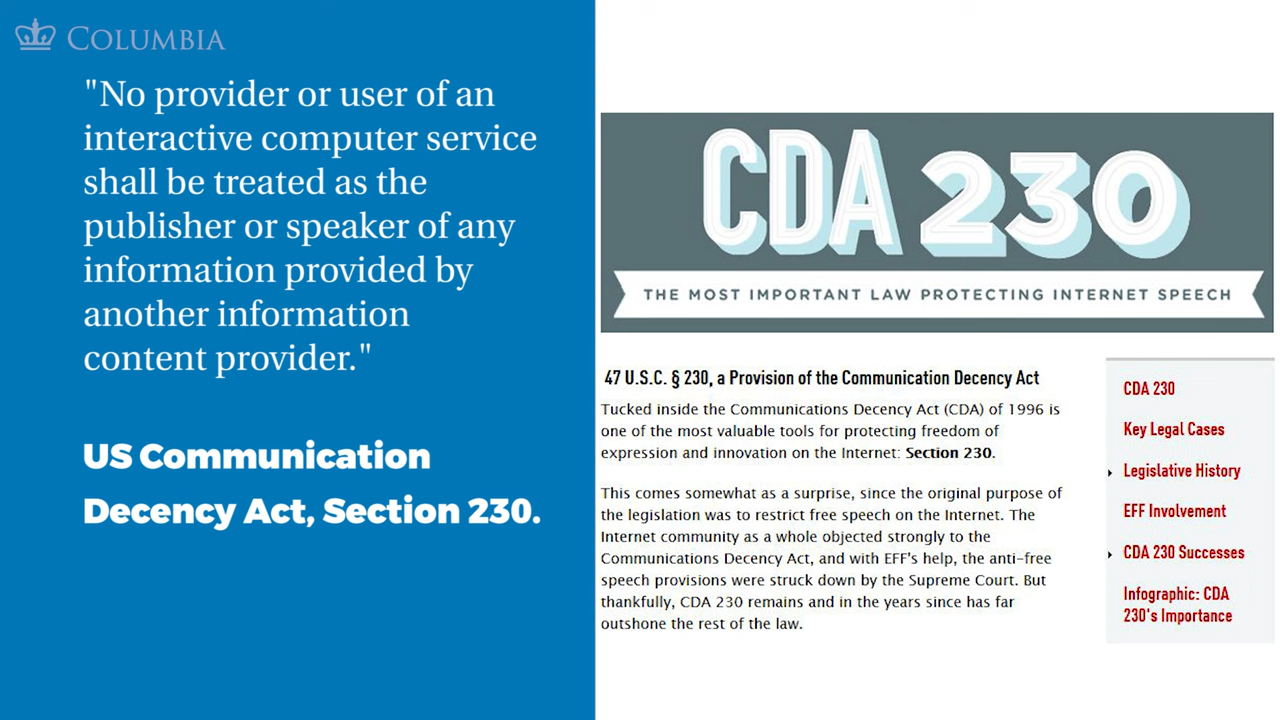 COLUMBIA
"No provider or user of an
interactive computer service
shall be treated as the
publisher or speaker of any
information provided by
another information
content provider."
US Communication
Decency Act, Section 230.
CDA 230
THE MOST IMPORTANT LAW PROTECTING INTERNET SPEECH
47 U.S.C. § 230, a Provision of the Communication Decency Act
Tucked inside the Communications Decency Act (CDA) of 1996 is
one of the most valuable tools for protecting freedom of
expression and innovation on the Internet: Section 230.
This comes somewhat as a surprise, since the original purpose of
the legislation was to restrict free speech on the Internet. The
Internet community as a whole objected strongly to the
Communications Decency Act, and with EFF's help, the anti-free
speech provisions were struck down by the Supreme Court. But
thankfully, CDA 230 remains and in the years since has far
outshone the rest of the law.
CDA 230
Key Legal Cases
Legislative History
EFF Involvement
CDA 230 Successes
Infographic: CDA
230's Importance